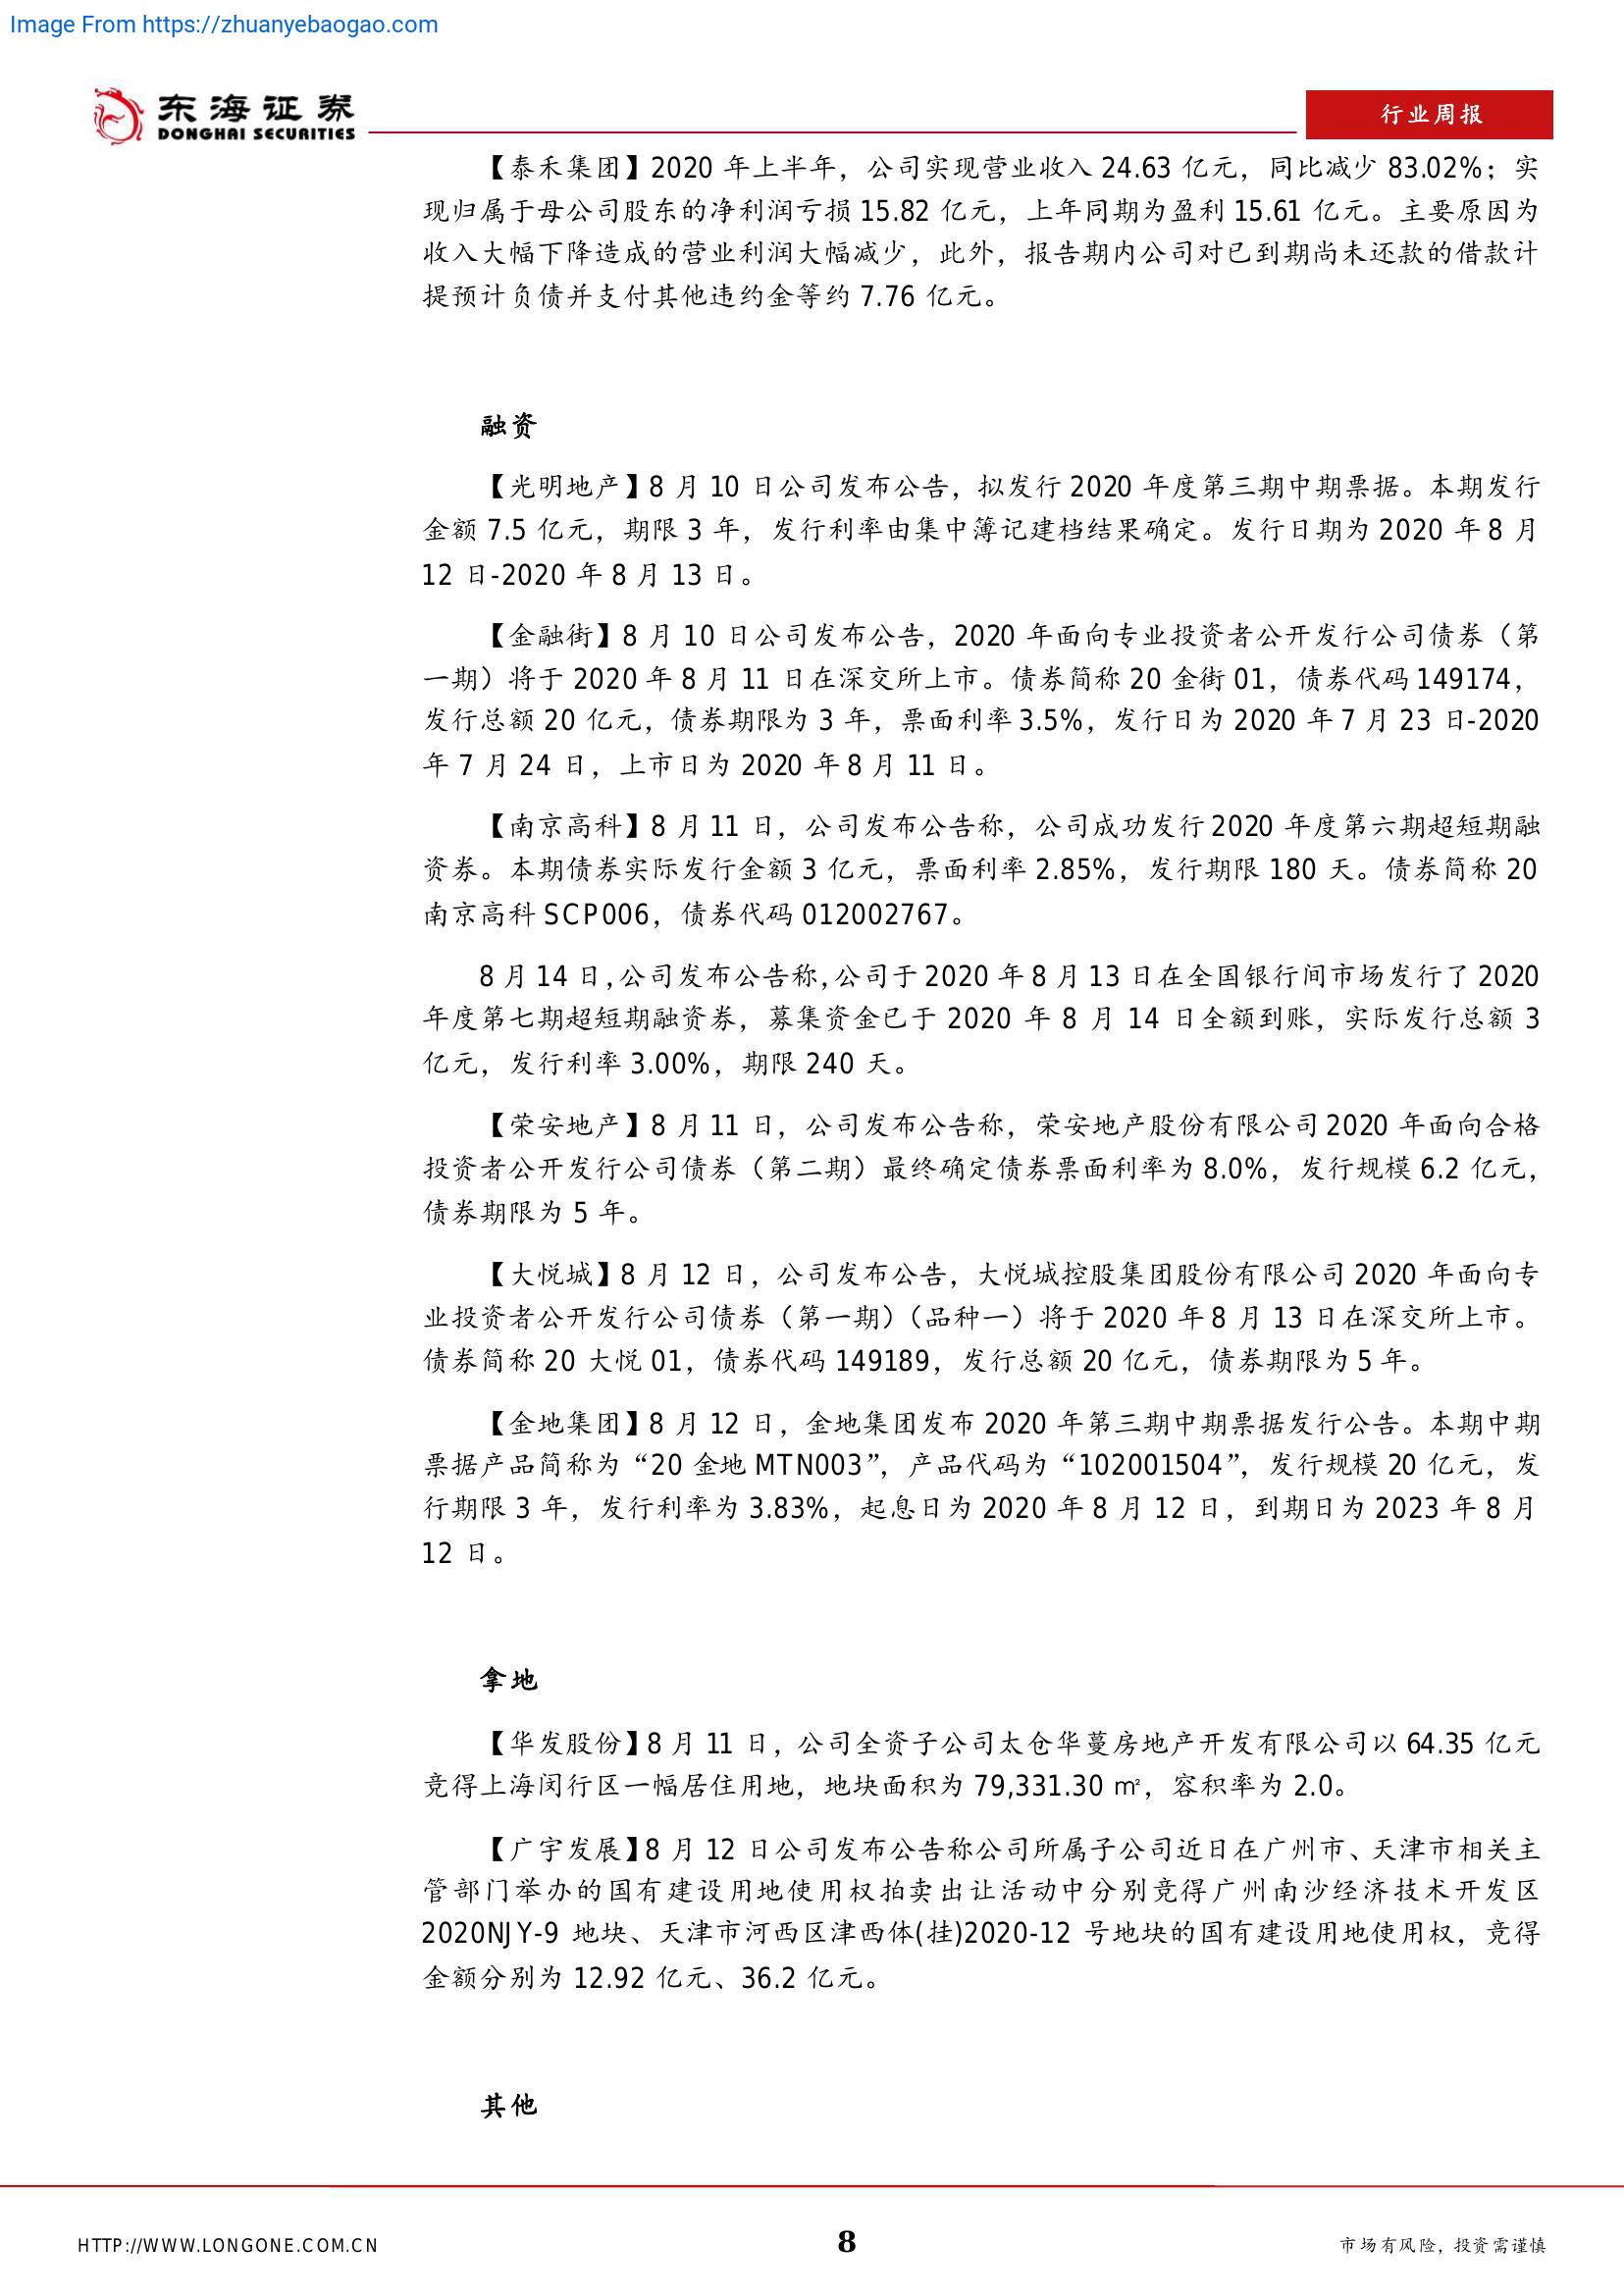 Image From https://zhuanyebaogao.com
东海证券
DONGHAI SECURITIES
行业周报
【泰禾集团】2020 年上半年，公司实现营业收入 24.63 亿元，同比减少 83.02%；实
现归属于母公司股东的净利润亏损 15.82 亿元，上年同期为盈利 15.61 亿元。主要原因为
收入大幅下降造成的营业利润大幅减少，此外，报告期内公司对已到期尚未还款的借款计
提预计负债并支付其他违约金等约 7.76 亿元。
融资
【光明地产】8 月 10 日公司发布公告，拟发行 2020 年度第三期中期票据。本期发行
金额 7.5 亿元，期限 3 年，发行利率由集中簿记建档结果确定。发行日期为 2020 年 8 月
12 日-2020 年 8 月 13 日。
【金融街】8 月 10 日公司发布公告，2020 年面向专业投资者公开发行公司债券（第
一期）将于 2020 年 8 月 11 日在深交所上市。债券简称 20 金街 01，债券代码 149174，
发行总额 20 亿元，债券期限为 3 年，票面利率 3.5%，发行日为 2020 年 7 月 23 日-2020
年 7 月 24 日，上市日为 2020 年 8 月 11 日。
【南京高科】8 月 11 日，公司发布公告称，公司成功发行 2020 年度第六期超短期融
资券。本期债券实际发行金额 3 亿元，票面利率 2.85%，发行期限 180 天。债券简称 20
南京高科 SCP006，债券代码 012002767。
8 月 14 日,公司发布公告称,公司于 2020 年 8 月 13 日在全国银行间市场发行了 2020
年度第七期超短期融资券，募集资金已于 2020 年 8 月 14 日全额到账，实际发行总额 3
亿元，发行利率 3.00%，期限 240 天。
【荣安地产】8 月 11 日，公司发布公告称，荣安地产股份有限公司 2020 年面向合格
投资者公开发行公司债券（第二期）最终确定债券票面利率为 8.0%，发行规模 6.2 亿元，
债券期限为 5 年。
【大悦城】8 月 12 日，公司发布公告，大悦城控股集团股份有限公司 2020 年面向专
业投资者公开发行公司债券（第一期）（品种一）将于 2020 年 8 月 13 日在深交所上市。
债券简称 20 大悦 01，债券代码 149189，发行总额 20 亿元，债券期限为 5 年。
【金地集团】8 月 12 日，金地集团发布 2020 年第三期中期票据发行公告。本期中期
票据产品简称为“20 金地 MTN003”，产品代码为“102001504”，发行规模 20 亿元，发
行期限 3 年，发行利率为 3.83%，起息日为 2020 年 8 月 12 日，到期日为 2023 年 8 月
12 日。
拿地
【华发股份】8 月 11 日，公司全资子公司太仓华蔓房地产开发有限公司以 64.35 亿元
竞得上海闵行区一幅居住用地，地块面积为 79,331.30 ㎡，容积率为 2.0。
【广宇发展】8 月 12 日公司发布公告称公司所属子公司近日在广州市、天津市相关主
管部门举办的国有建设用地使用权拍卖出让活动中分别竞得广州南沙经济技术开发区
2020NJY-9 地块、天津市河西区津西体(挂)2020-12 号地块的国有建设用地使用权，竞得
金额分别为 12.92 亿元、36.2 亿元。
其他
HTTP://WWW.LONGONE.COM.CN
8
市场有风险，投资需谨慎